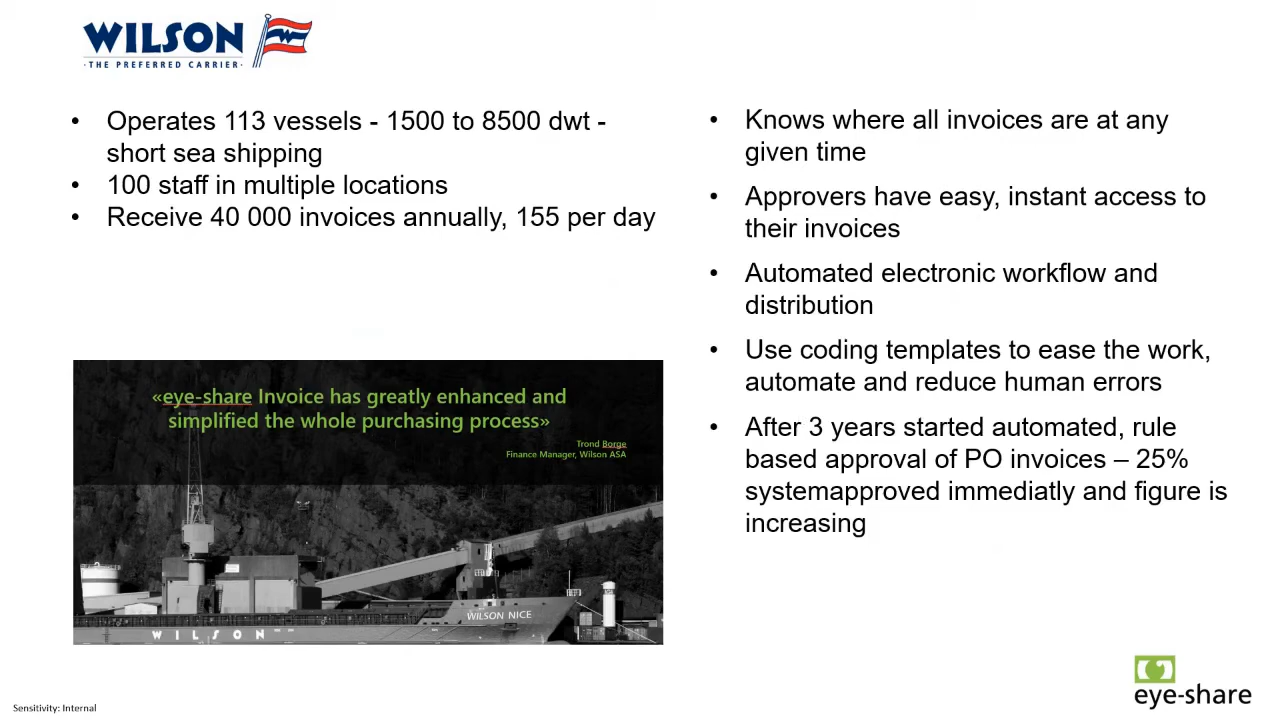 WILSON
·THE PREFERRED CARRIER·
• Operates 113 vessels - 1500 to 8500 dwt -
short sea shipping
• 100 staff in multiple locations
• Receive 40 000 invoices annually, 155 per day
«eye-share Invoice has greatly enhanced and
simplified the whole purchasing process»
Trond Borge
Finance Manager, Wilson ASA
WILSON NICE
WILSON
• Knows where all invoices are at any
given time
• Approvers have easy, instant access to
their invoices
• Automated electronic workflow and
distribution
• Use coding templates to ease the work,
automate and reduce human errors
• After 3 years started automated, rule
based approval of PO invoices – 25%
systemapproved immediatly and figure is
increasing
eye-share
Sensitivity: Internal